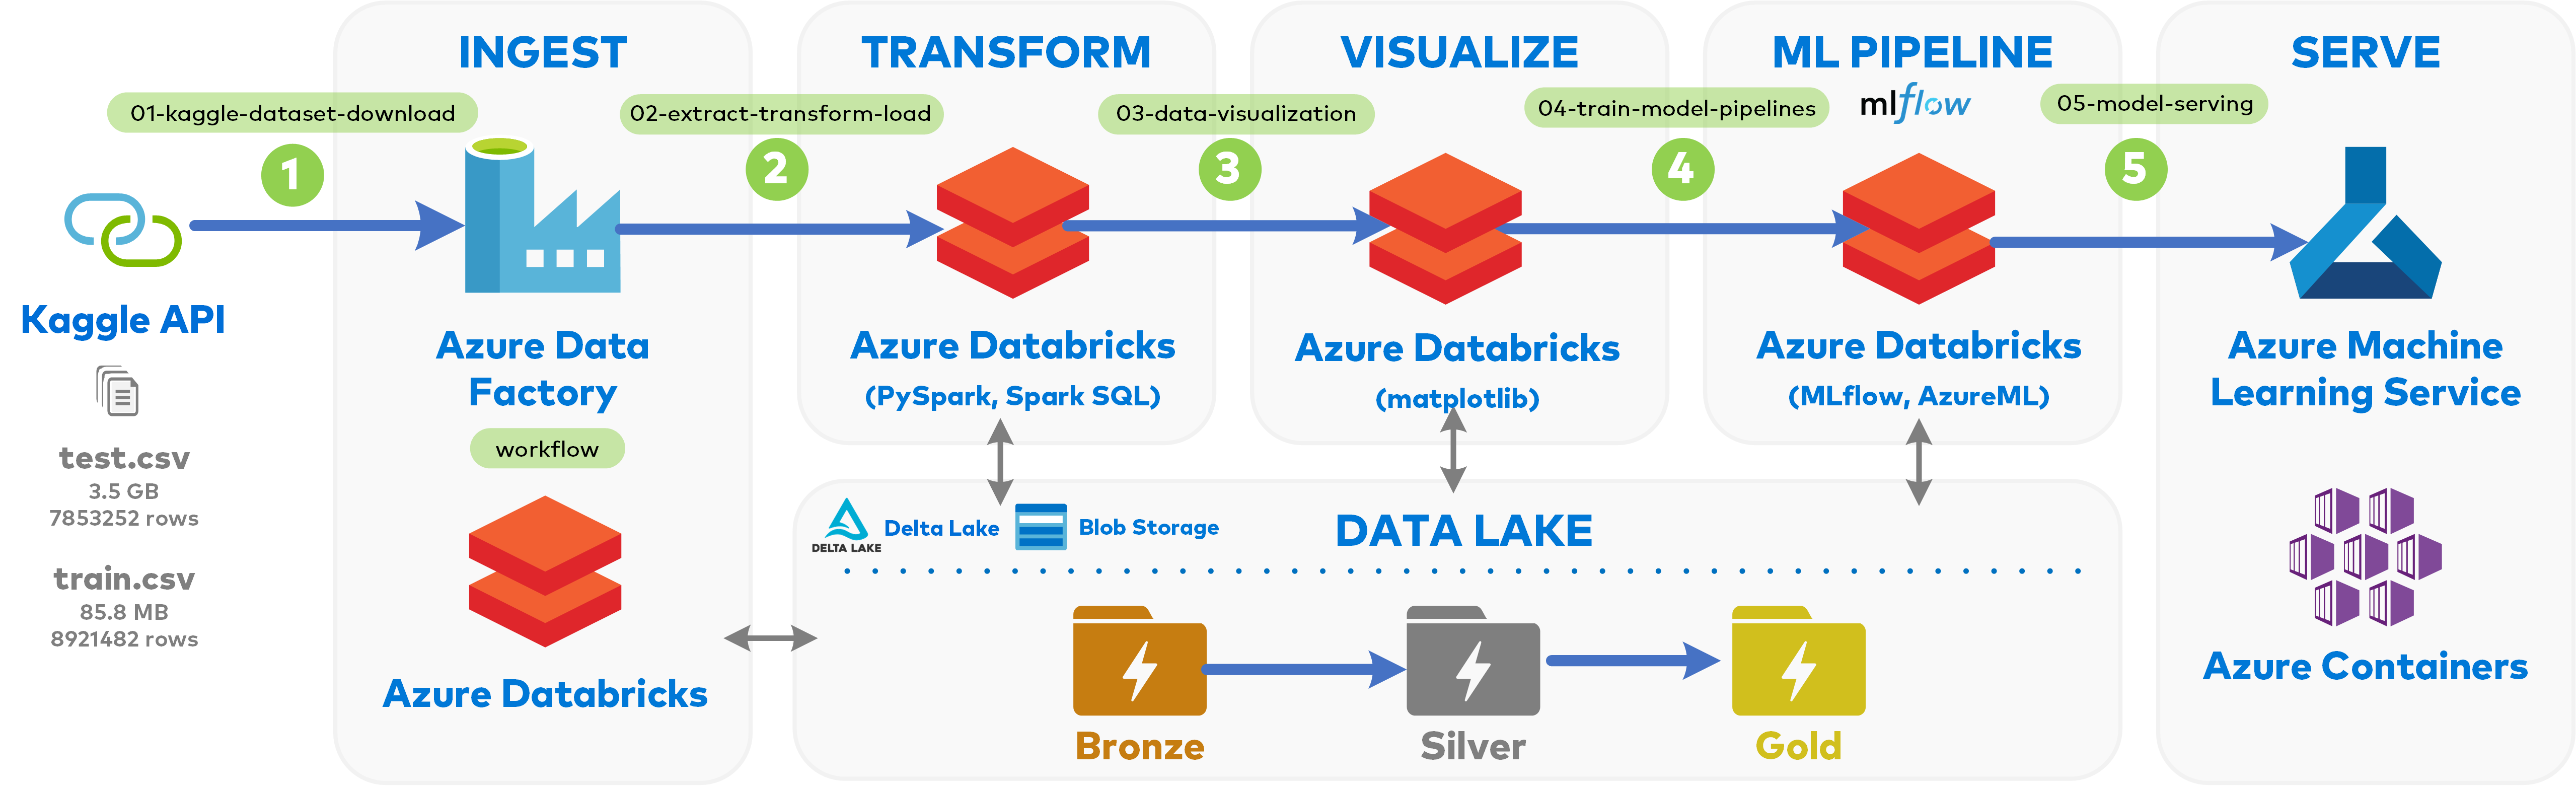 INGEST
TRANSFORM
VISUALIZE
ML PIPELINE
SERVE
01-kaggle-dataset-download
02-extract-transform-load
03-data-visualization
04-train-model-pipelines
mlflow
05-model-serving
1
2
3
4
5
Kaggle API
test.csv
3.5 GB
7853252 rows
train.csv
85.8 MB
8921482 rows
Azure Data
Factory
workflow
Azure Databricks
Azure Databricks
(PySpark, Spark SQL)
Azure Databricks
(matplotlib)
Azure Databricks
(MLflow, AzureML)
Azure Machine
Learning Service
Azure Containers
DELTA LAKE
Delta Lake
Blob Storage
DATA LAKE
Bronze
Silver
Gold